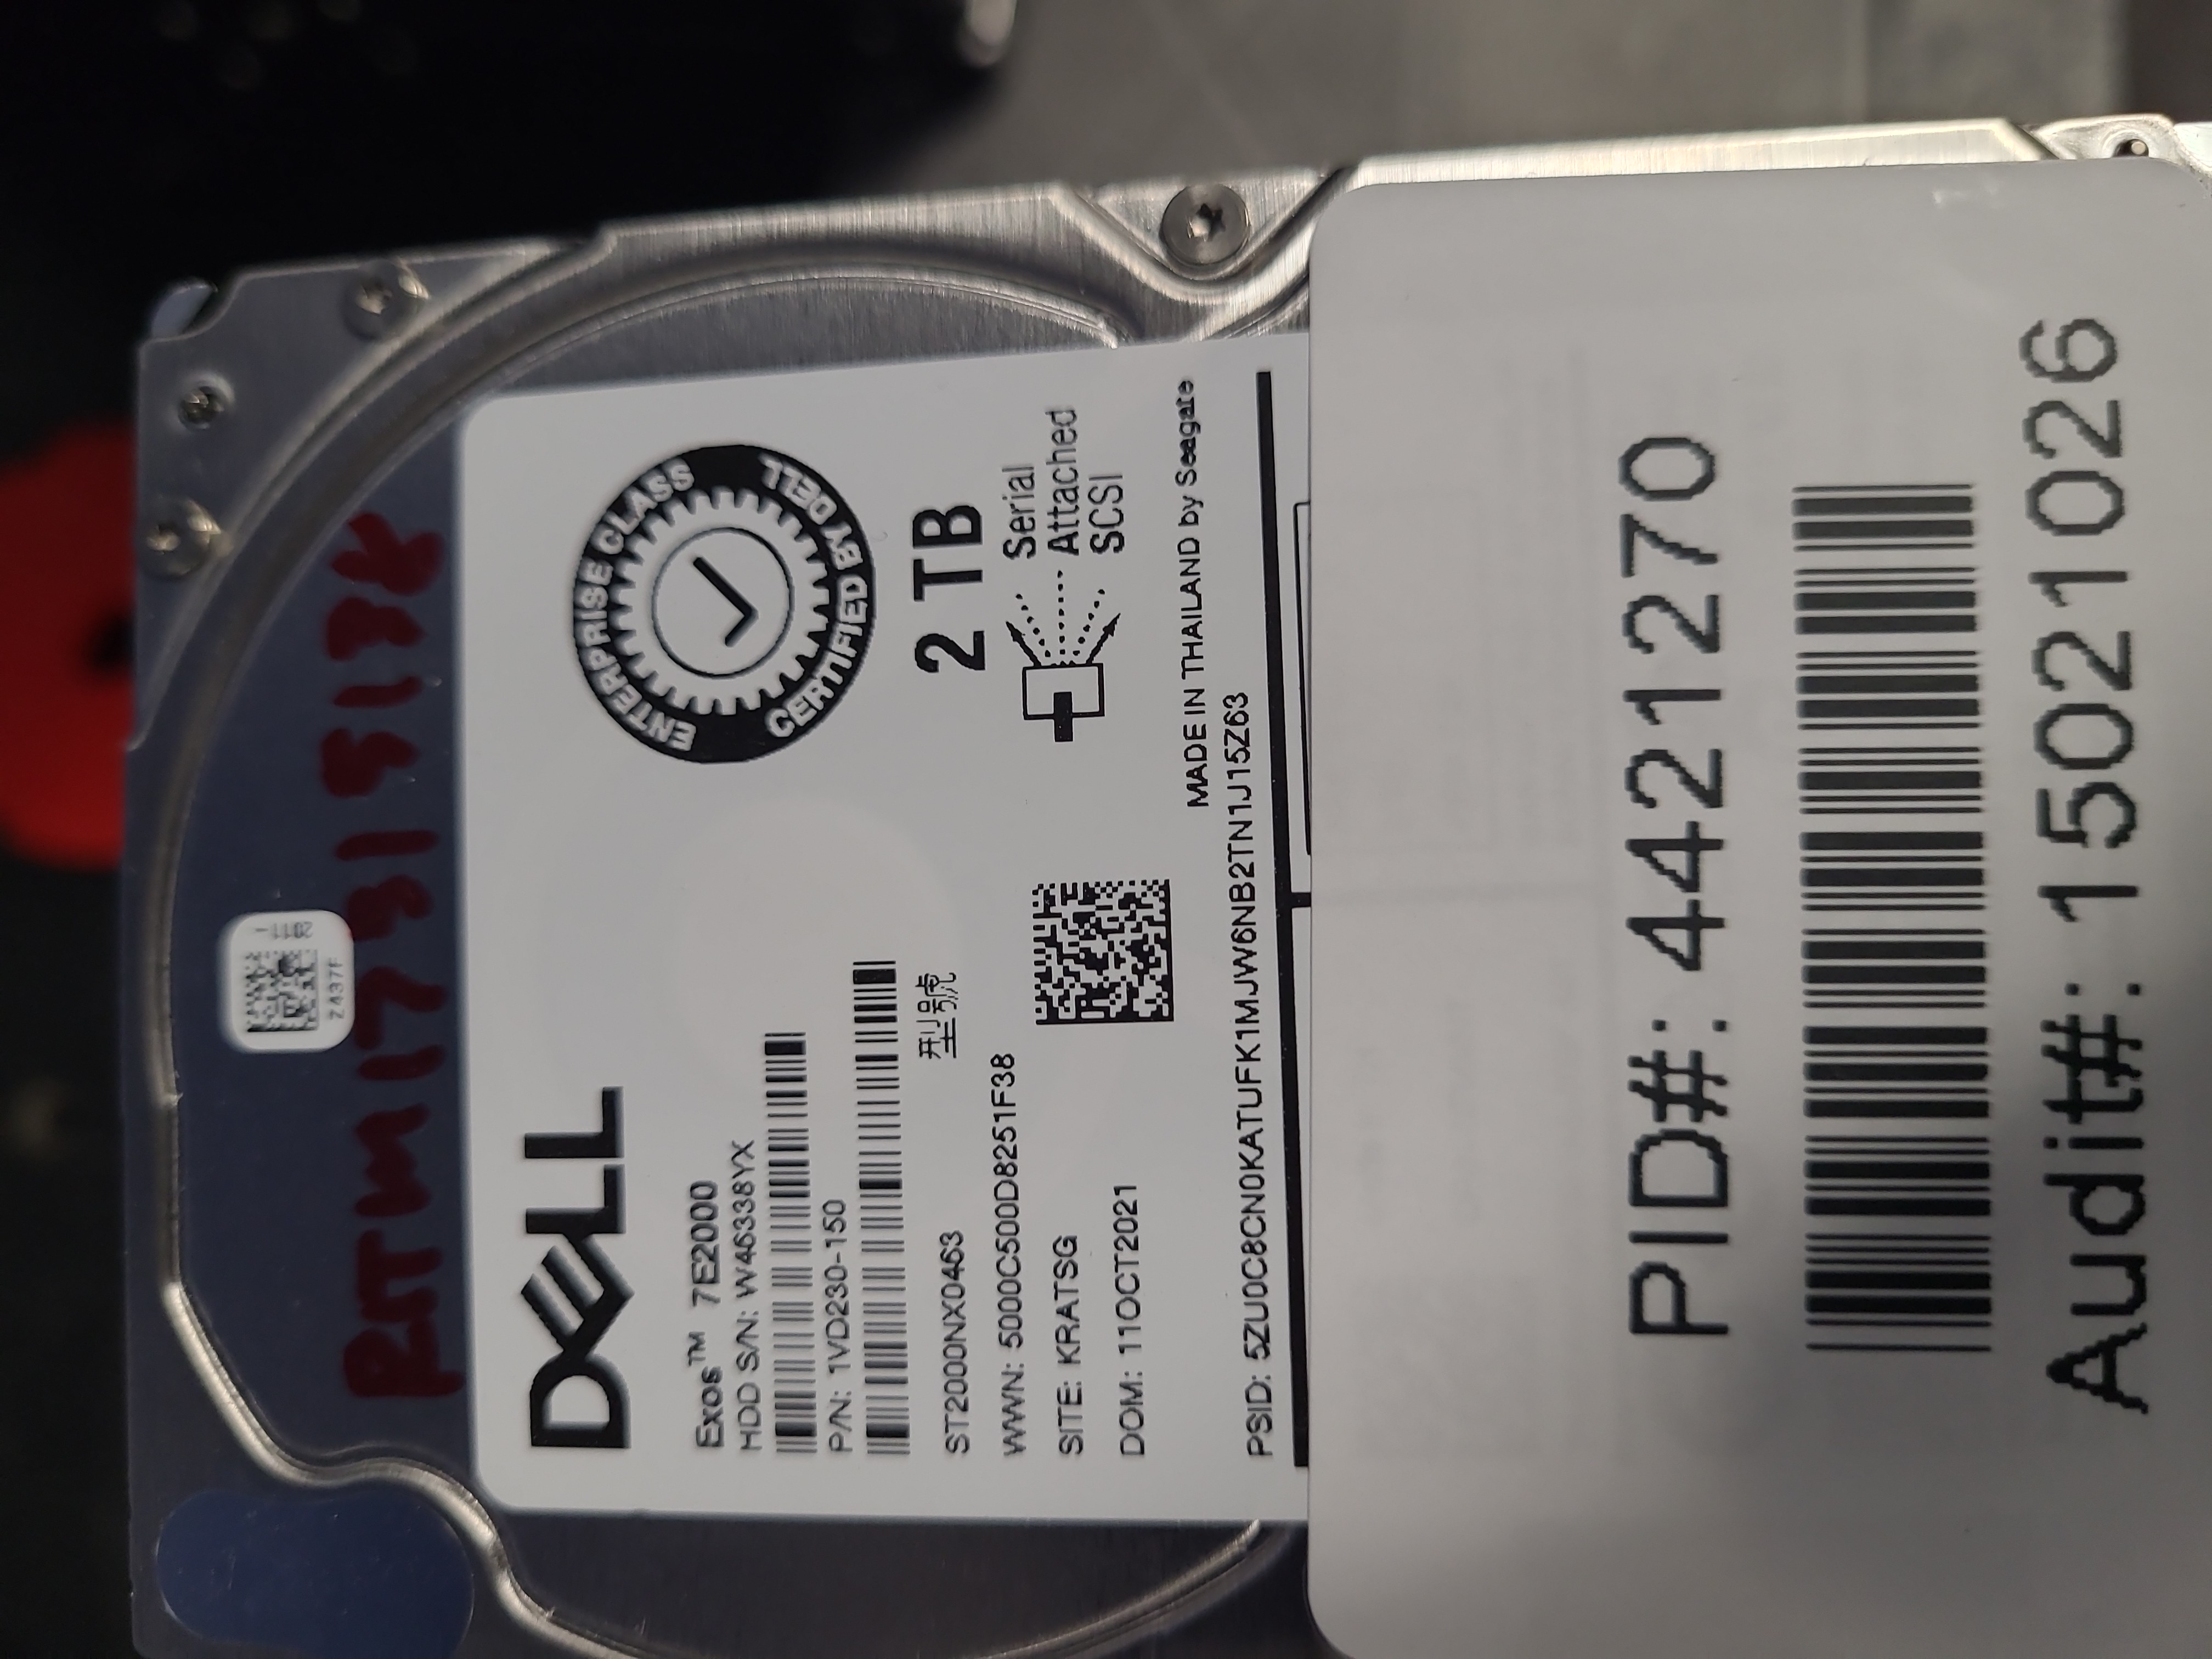 2011-
Z437F
RITM17315138
DELL
Exos™ 7E2000
HDD S/N: W46338YX
P/N: 1VD230-150
ST2000NX0463 型號
WWN: 5000C500D8251F38
SITE: KRATSG
DOM: 11OCT2021
ENTERPRISE CLASS
CERTIFIED BY DELL
2 TB
Serial
Attached
SCSI
MADE IN THAILAND by Seagate
PSID: 5ZU0C8CN0KATUFK1MJW6NB2TN1J15Z63
PID#: 4421270
Audit#: 15021026